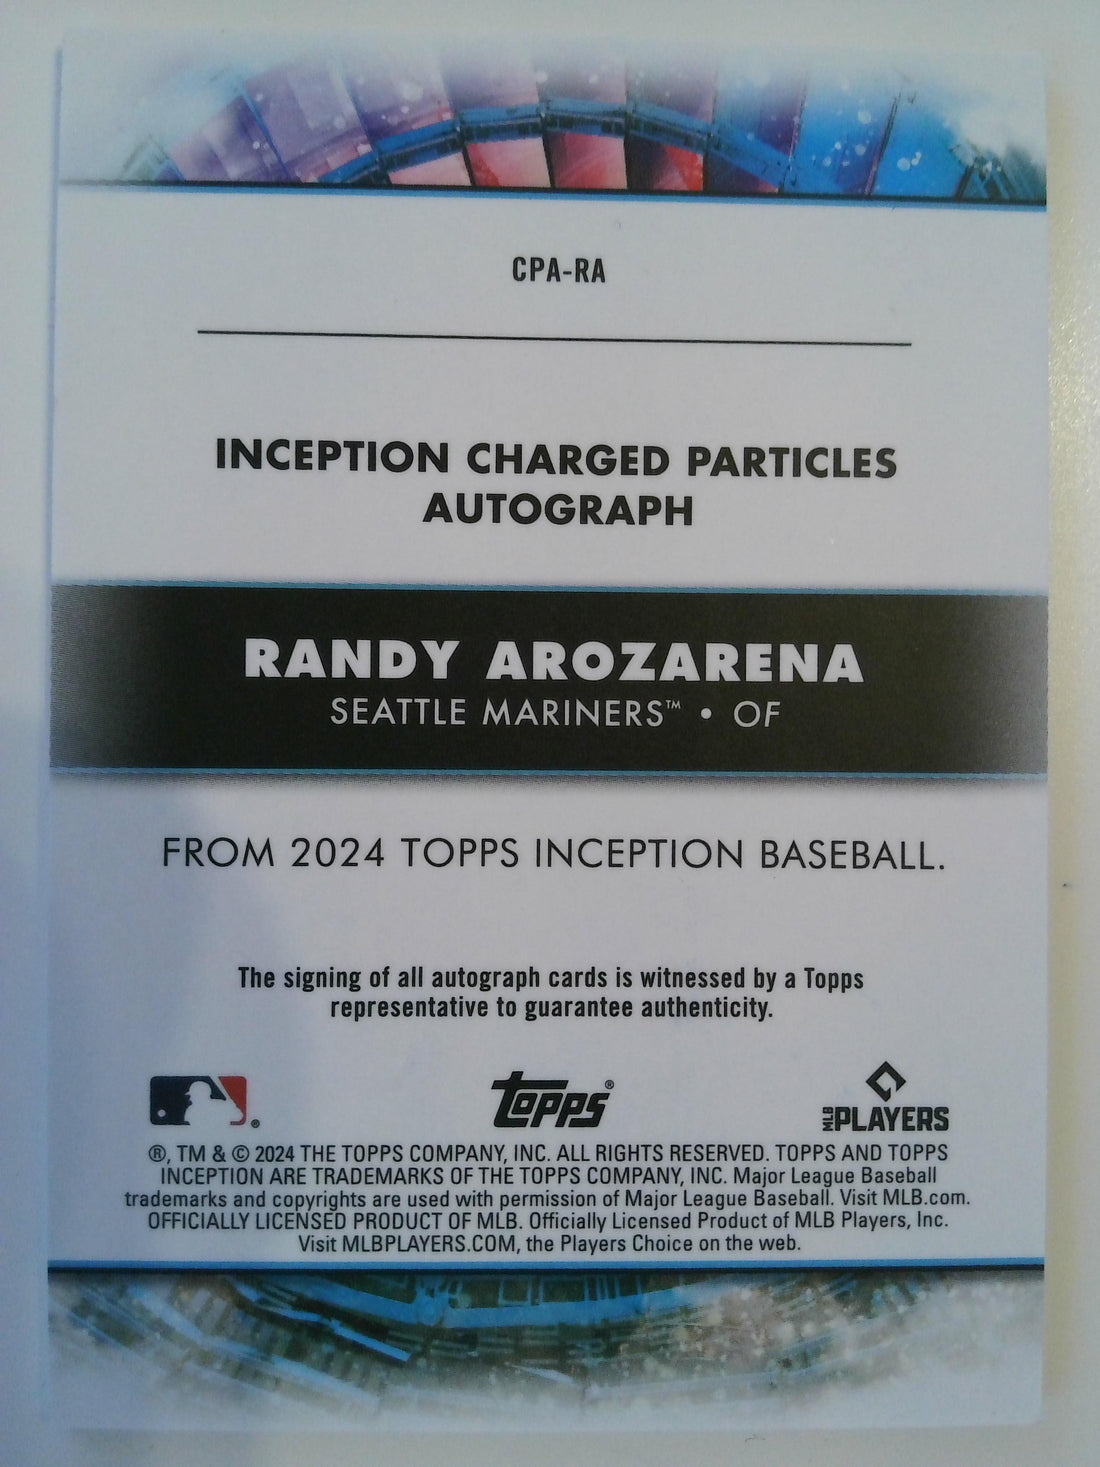 CPA-RA
INCEPTION CHARGED PARTICLES
AUTOGRAPH
RANDY AROZARENA
SEATTLE MARINERS™ • OF
FROM 2024 TOPPS INCEPTION BASEBALL.
The signing of all autograph cards is witnessed by a Topps
representative to guarantee authenticity.
® Topps® MLB PLAYERS
®, TM & © 2024 THE TOPPS COMPANY, INC. ALL RIGHTS RESERVED. TOPPS AND TOPPS
INCEPTION ARE TRADEMARKS OF THE TOPPS COMPANY, INC. Major League Baseball
trademarks and copyrights are used with permission of Major League Baseball. Visit MLB.com.
OFFICIALLY LICENSED PRODUCT OF MLB. Officially Licensed Product of MLB Players, Inc.
Visit MLBPLAYERS.COM, the Players Choice on the web.